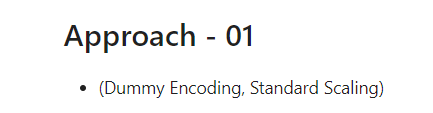 Approach - 01
• (Dummy Encoding, Standard Scaling)